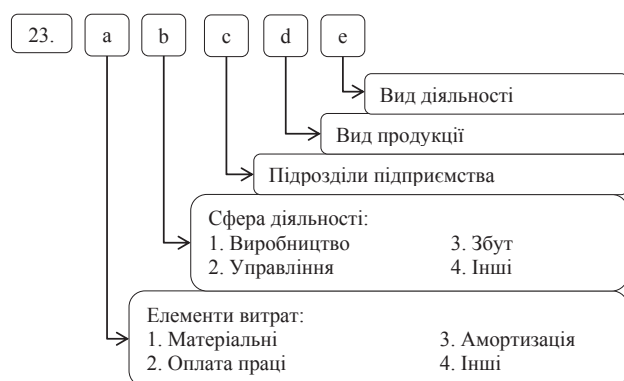 23. a b c d e
Вид діяльності
Вид продукції
Підрозділи підприємства
Сфера діяльності:
1. Виробництво 3. Збут
2. Управління 4. Інші
Елементи витрат:
1. Матеріальні 3. Амортизація
2. Оплата праці 4. Інші